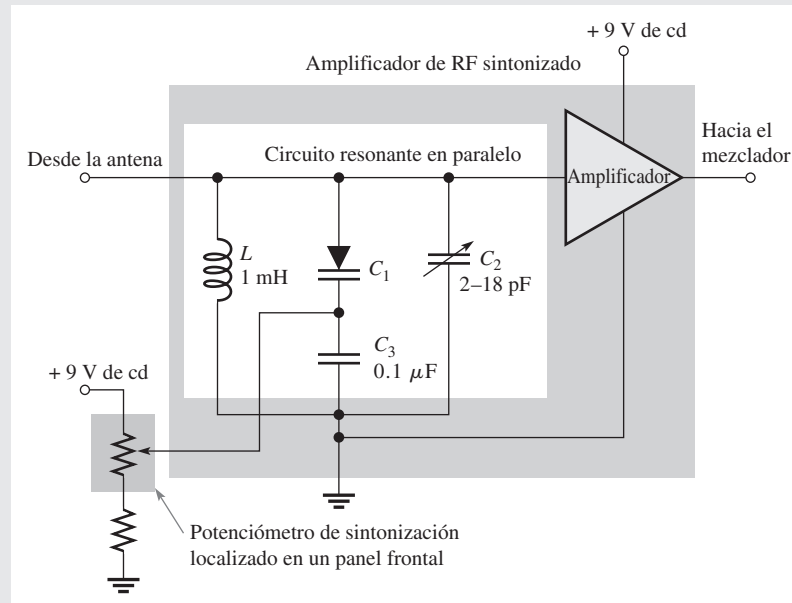 + 9 V de cd
Amplificador de RF sintonizado
Desde la antena
Circuito resonante en paralelo
Amplificador
Hacia el
mezclador
L
1 mH
C1
C2
2–18 pF
C3
0.1 μF
+ 9 V de cd
Potenciómetro de sintonización
localizado en un panel frontal